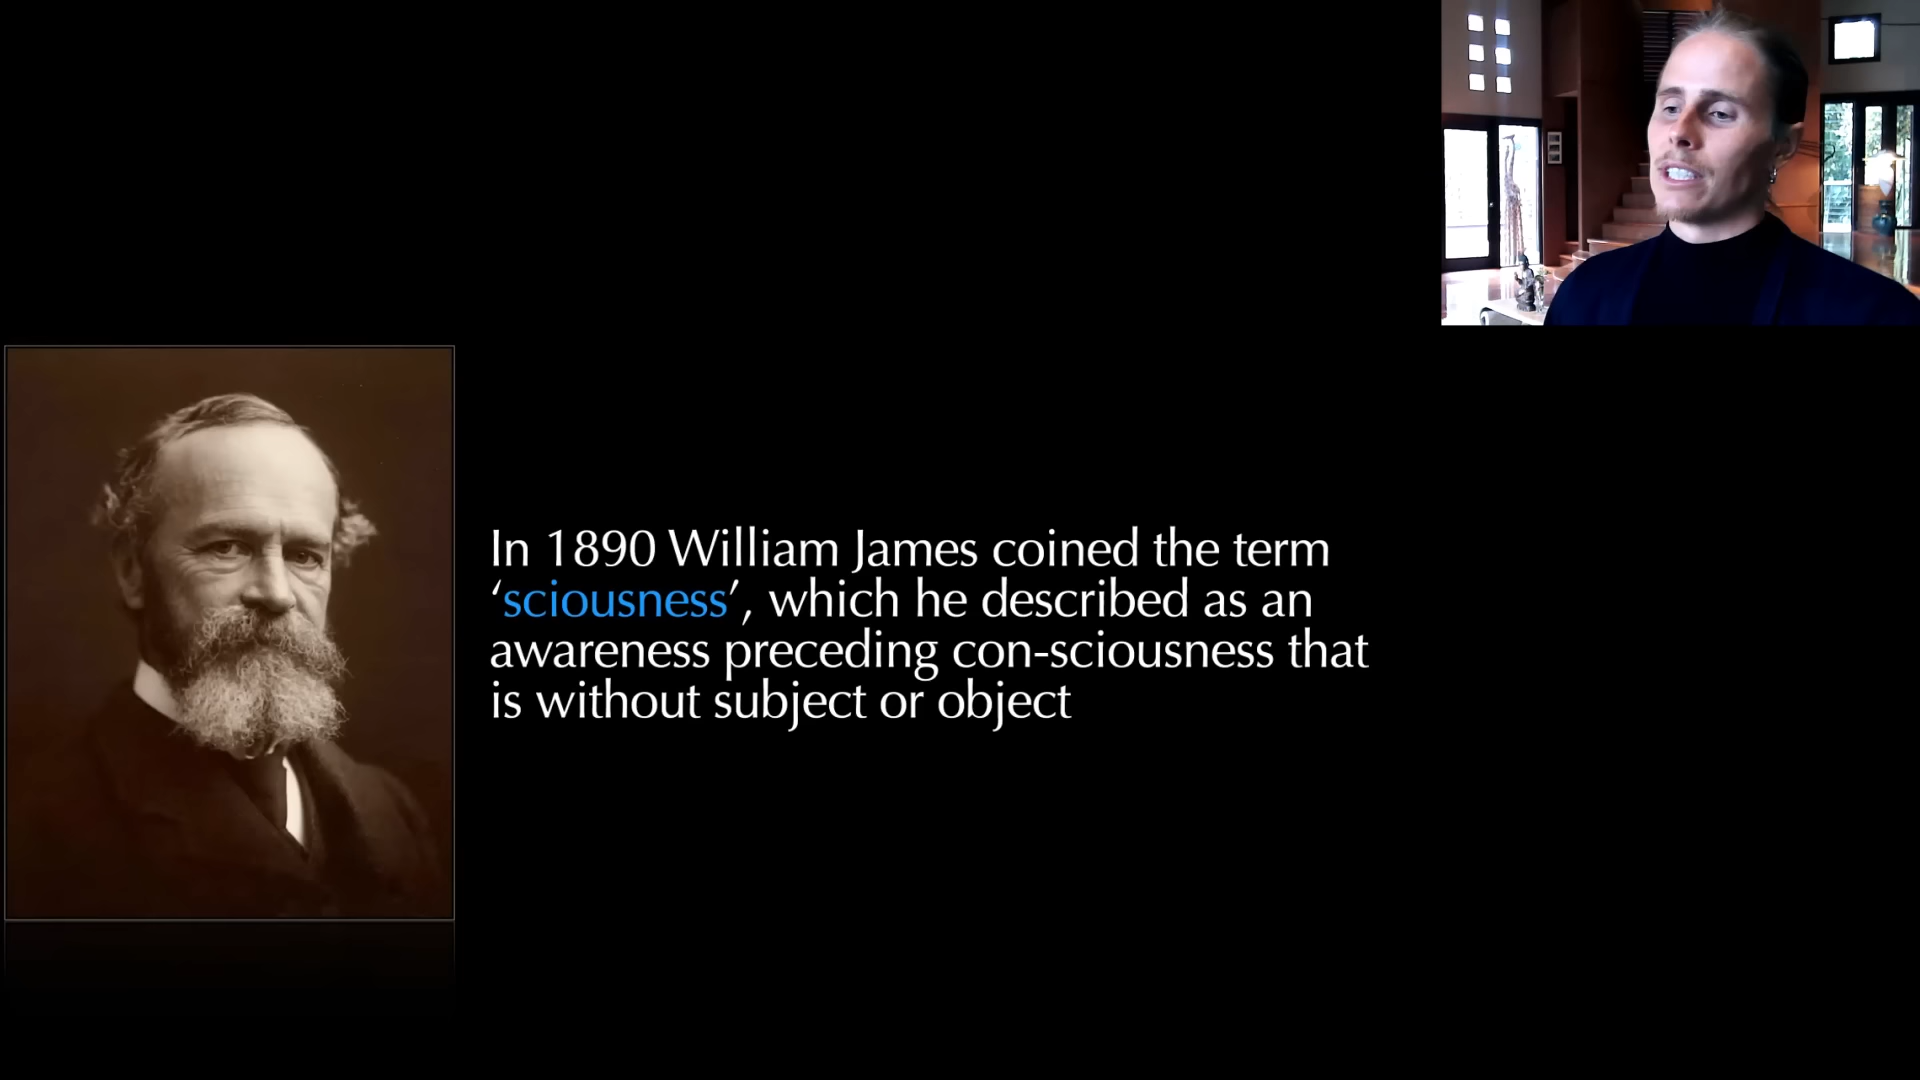 In 1890 William James coined the term
‘sciousness’, which he described as an
awareness preceding con-sciousness that
is without subject or object